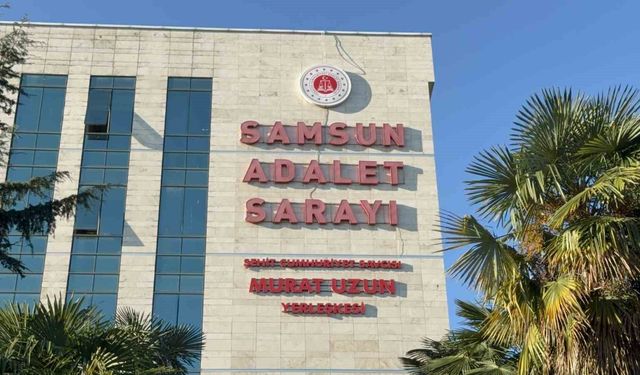 SAMSUN
ADALET
SARAYI
ŞEHİT CUMHURİYET SAVCISI
MURAT UZUN
YERLEŞKESİ